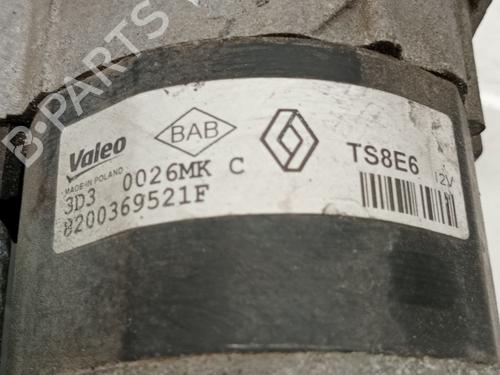 Valeo
MADE IN POLAND
BAB
TS8E6
12V
3D3 0026MK C
8200369521F
B-PARTS